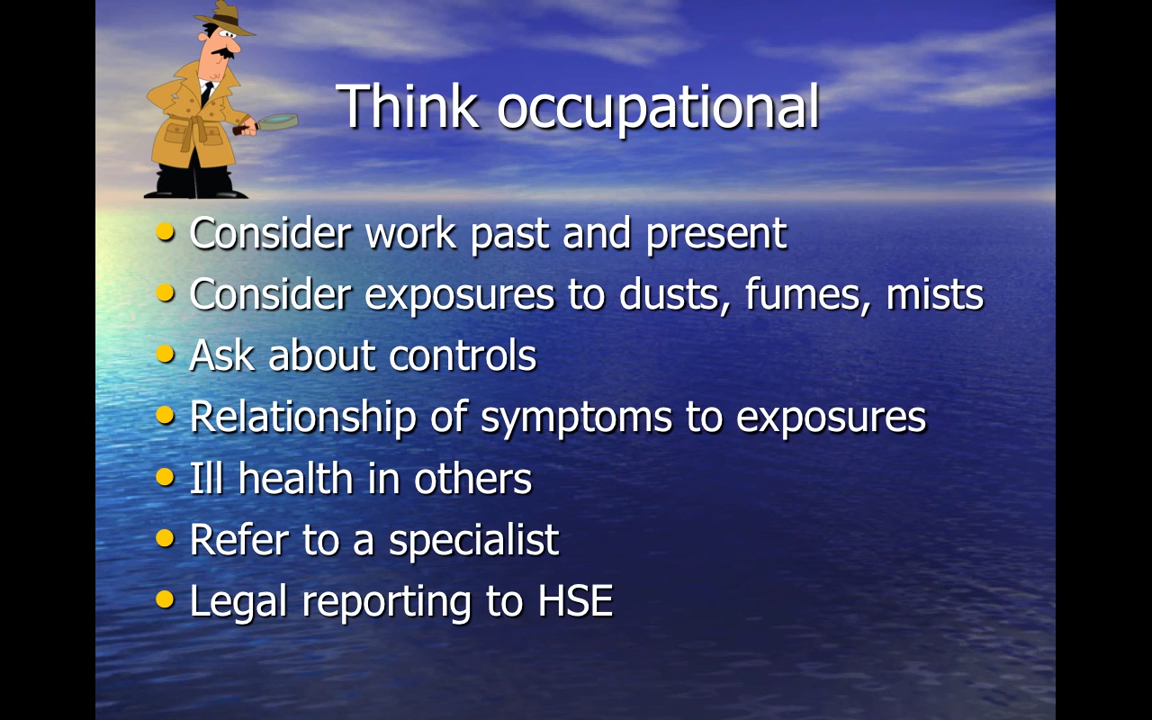 Think occupational
• Consider work past and present
• Consider exposures to dusts, fumes, mists
• Ask about controls
• Relationship of symptoms to exposures
• Ill health in others
• Refer to a specialist
• Legal reporting to HSE